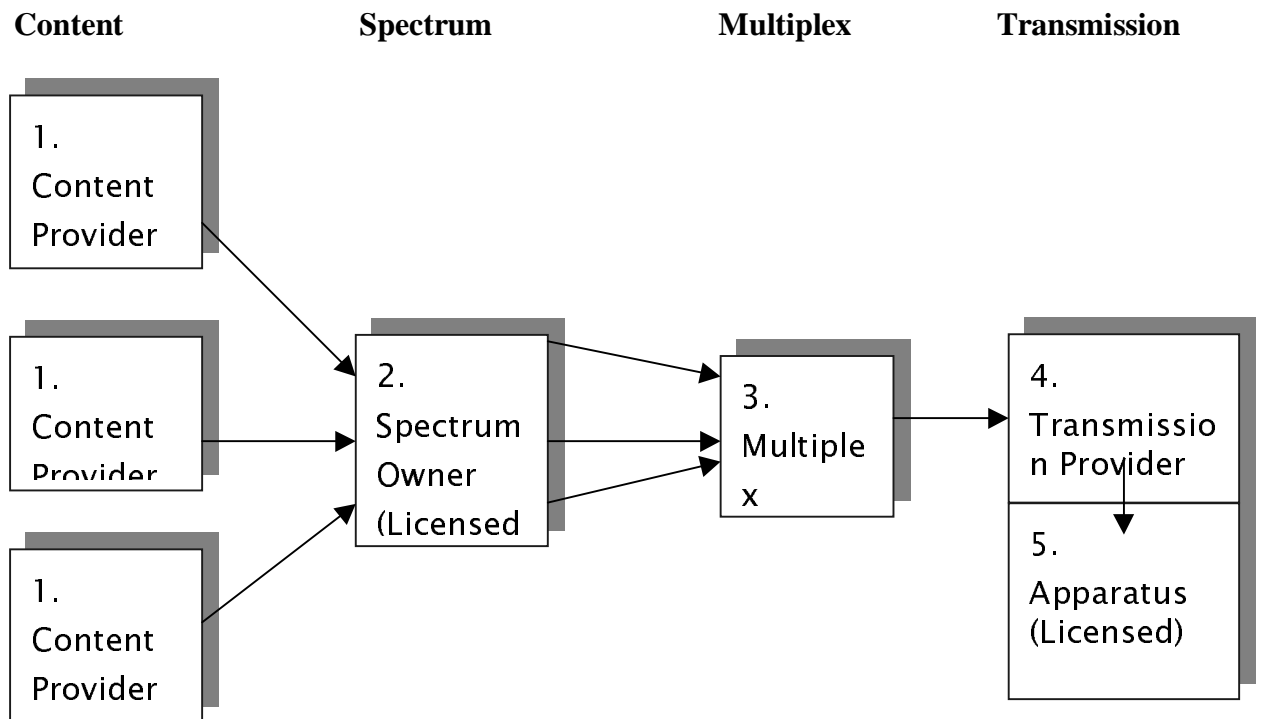 Content Spectrum Multiplex Transmission
1.
Content
Provider
1.
Content
Provider
1.
Content
Provider
2.
Spectrum
Owner
(Licensed
3.
Multiple
x
4.
Transmissio
n Provider
5.
Apparatus
(Licensed)